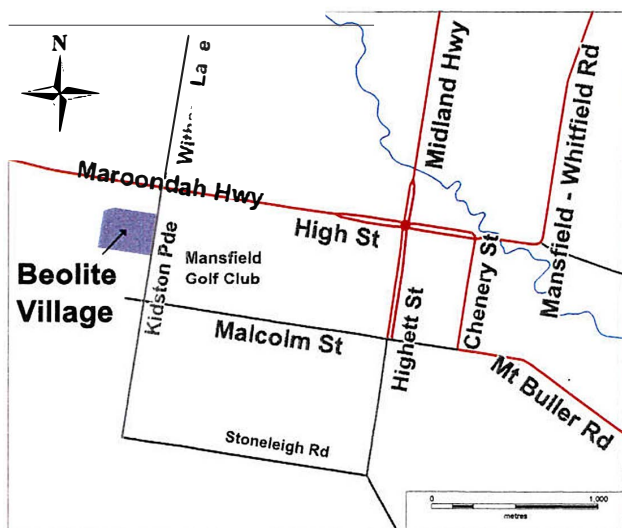 N
La e
Midland Hwy
Mansfield - Whitfield Rd
Maroondah Hwy
High St
Mansfield
Golf Club
Kidston Pde
Beolite
Village
Chenery St
Highett St
Malcolm St
Mt Buller Rd
Stoneleigh Rd
0
1,000
metres